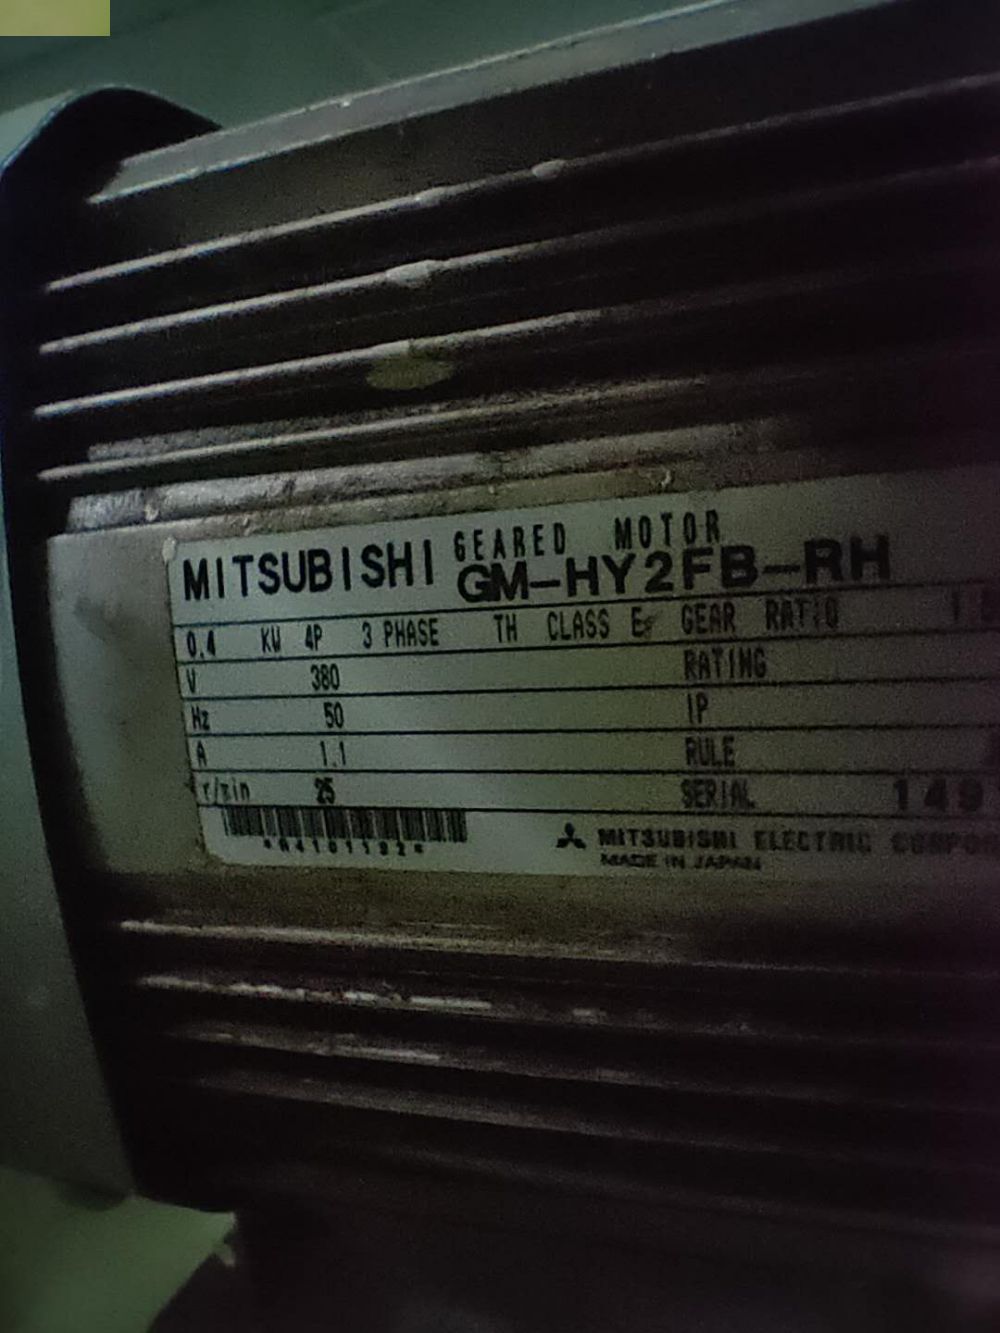 MITSUBISHI GEARED MOTOR
GM-HY2FB-RH
0.4 KW 4P 3 PHASE TH CLASS E GEAR RATIO
V 380 RATING
Hz 50 IP
A 1.1 RULE
r/min 25 SERIAL 149
MITSUBISHI ELECTRIC
MADE IN JAPAN